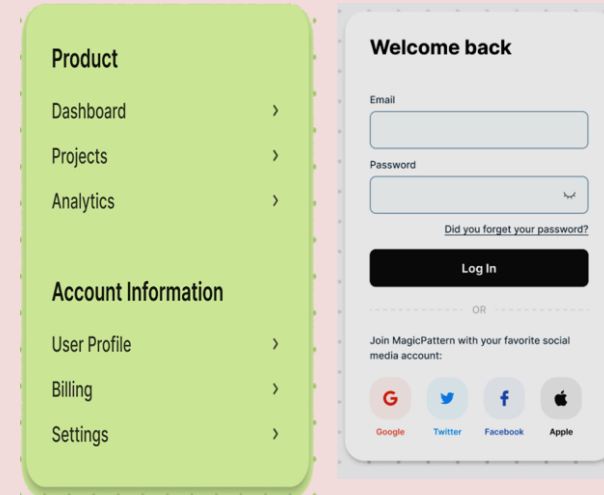 Product
Dashboard
Projects
Analytics
Account Information
User Profile
Billing
Settings
Welcome back
Email
Password
Did you forget your password?
Log In
OR
Join MagicPattern with your favorite social
media account:
Google
Twitter
Facebook
Apple